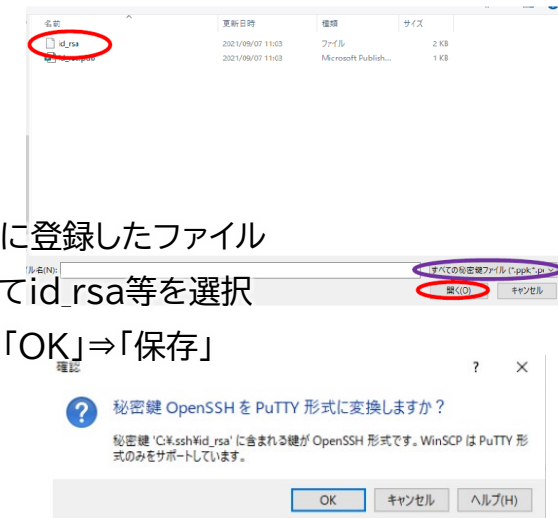 名前 更新日時 種類 サイズ
id_rsa 2021/09/07 11:03 ファイル 2 KB
2021/09/07 11:03 Microsoft Publish... 1 KB
に登録したファイル
ル名(N): すべての秘密鍵ファイル (*.ppk;*.p
てid_rsa等を選択
開く(O) キャンセル
「OK」⇒「保存」
確認 ? ×
秘密鍵 OpenSSH を PuTTY 形式に変換しますか？
秘密鍵 'C:¥.ssh¥id_rsa' に含まれる鍵が OpenSSH 形式です。WinSCP は PuTTY 形
式のみをサポートしています。
OK キャンセル ヘルプ(H)